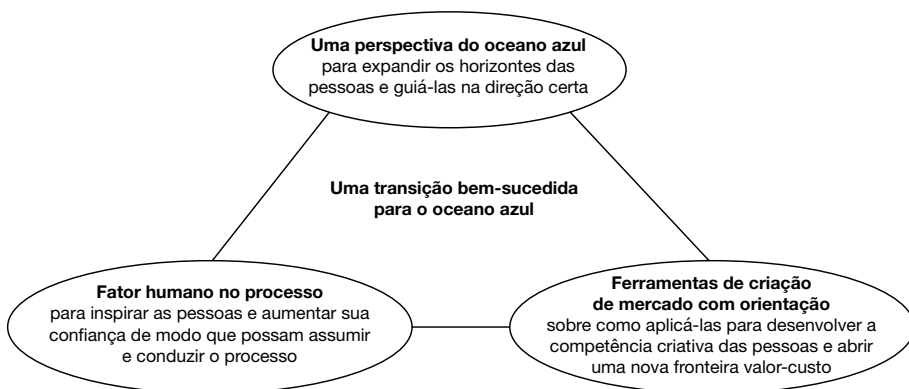 Uma perspectiva do oceano azul
para expandir os horizontes das
pessoas e guiá-las na direção certa
Uma transição bem-sucedida
para o oceano azul
Fator humano no processo
para inspirar as pessoas e aumentar sua
confiança de modo que possam assumir
e conduzir o processo
Ferramentas de criação
de mercado com orientação
sobre como aplicá-las para desenvolver a
competência criativa das pessoas e abrir
uma nova fronteira valor-custo